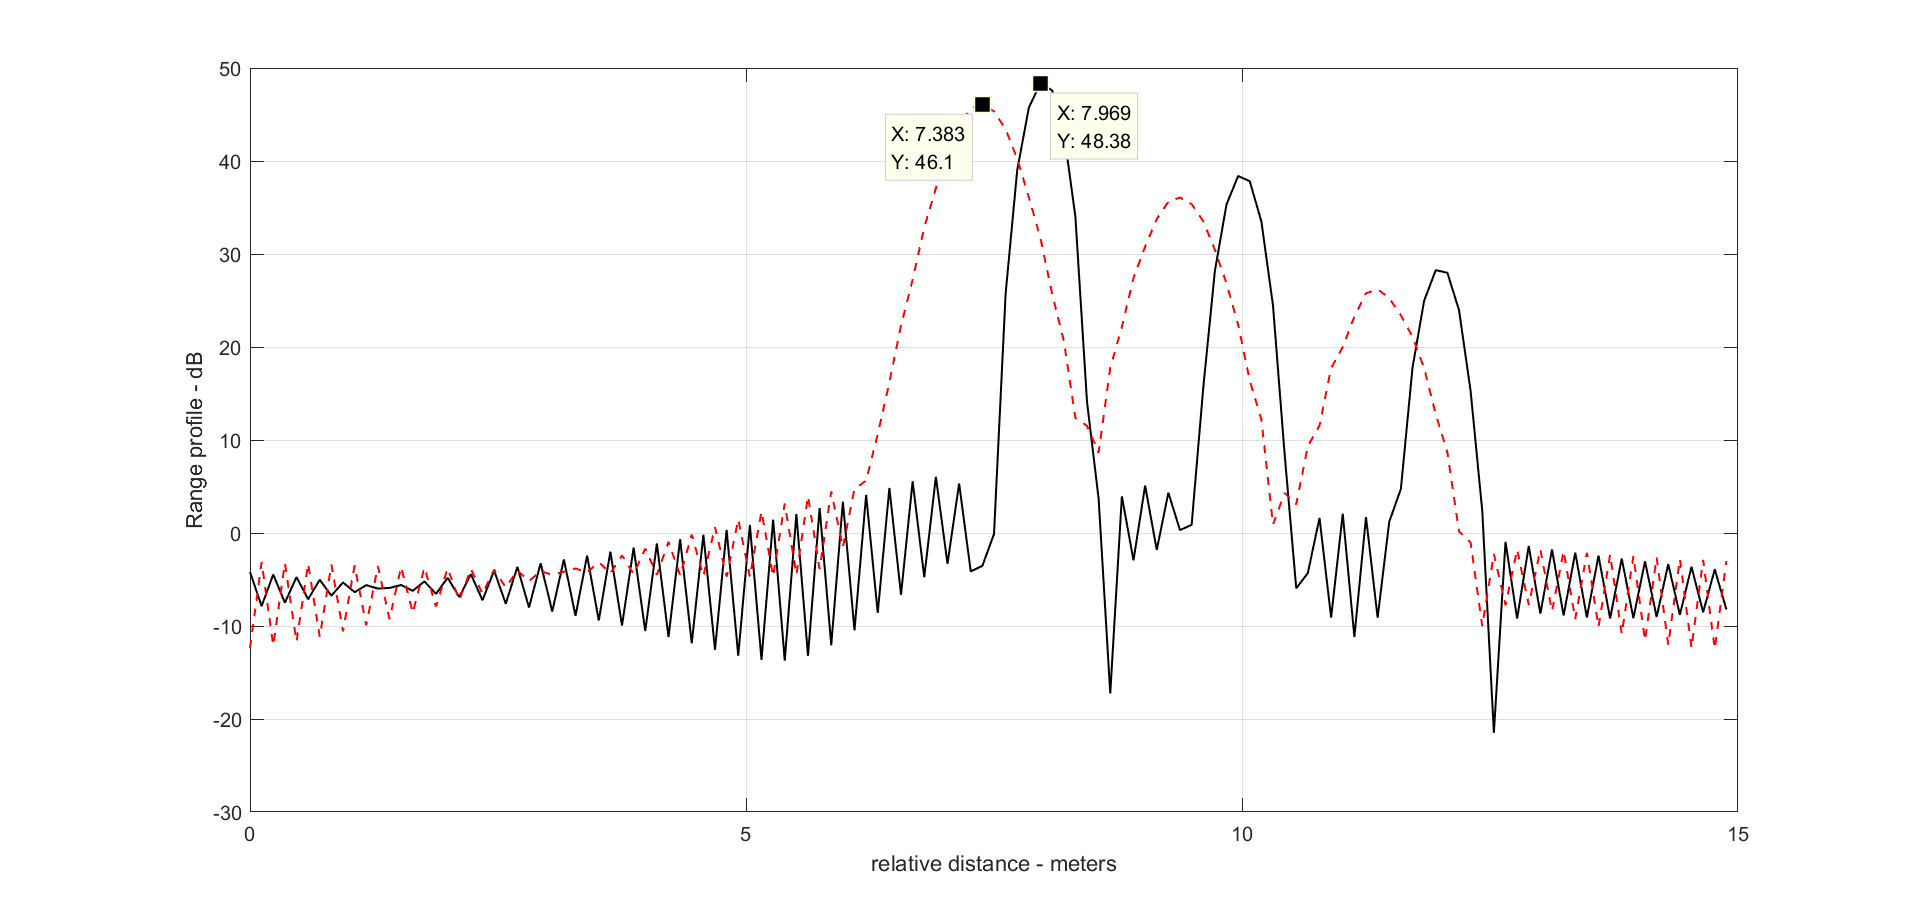 50
40
30
20
10
0
-10
-20
-30
Range profile - dB
X: 7.383
Y: 46.1
X: 7.969
Y: 48.38
0
5
10
15
relative distance - meters